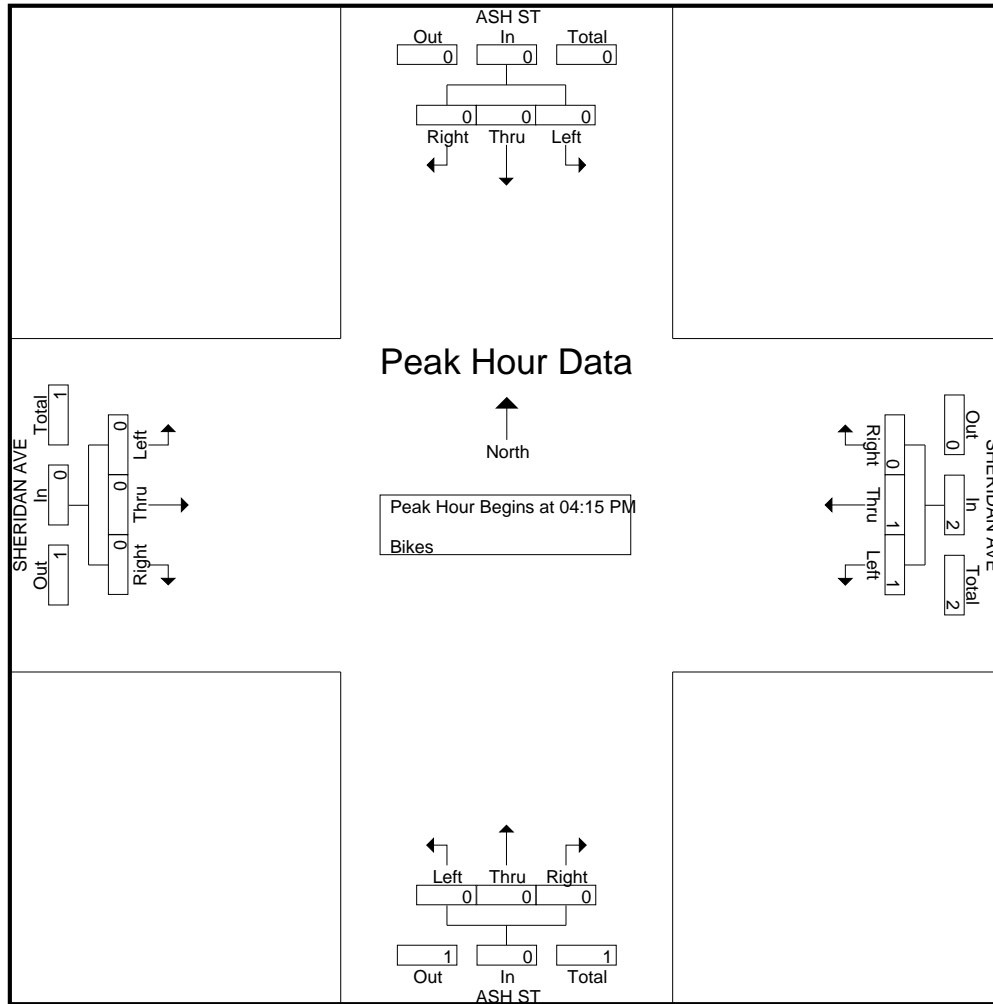 ASH ST
Out In Total
0 0 0
0 0 0
Right Thru Left
Peak Hour Data
North
Peak Hour Begins at 04:15 PM
Bikes
SHERIDAN AVE
Out In Total
1 0 1
Left Thru Right
0 0 0
SHERIDAN AVE
Out In Total
0 2 2
Right Thru Left
0 1 1
Left Thru Right
0 0 0
1 0 1
Out In Total
ASH ST